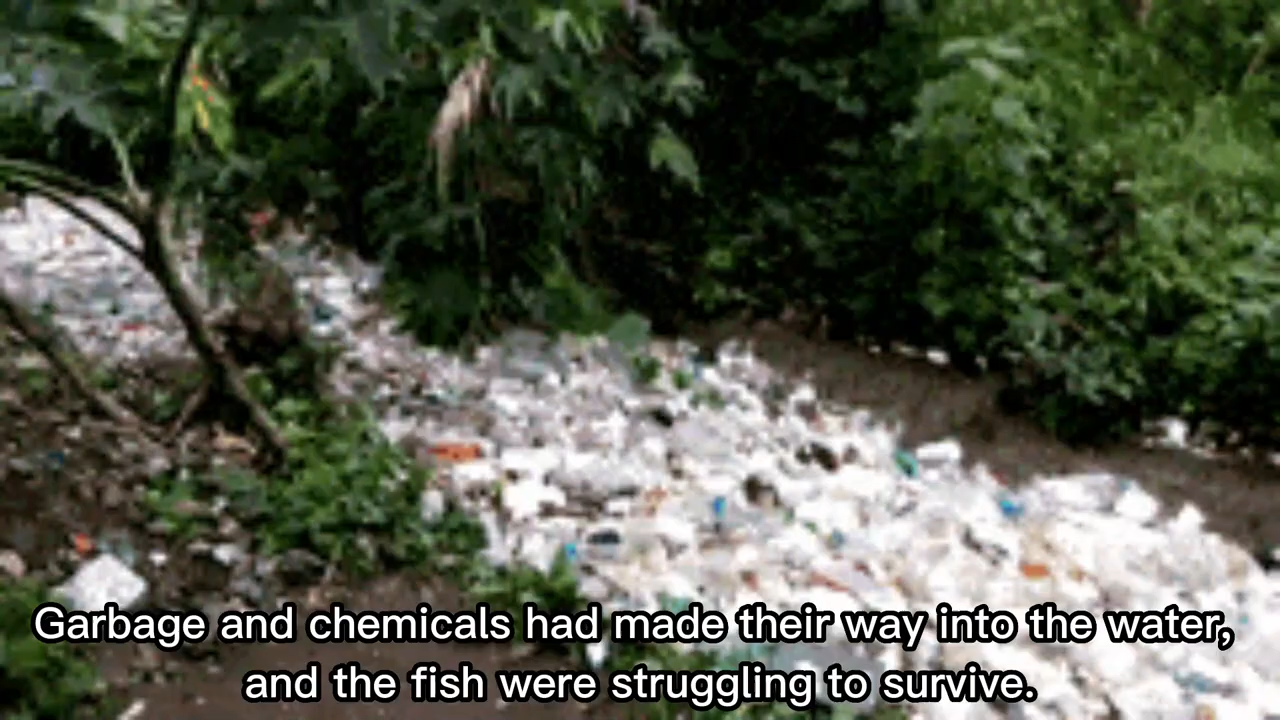 Garbage and chemicals had made their way into the water,
and the fish were struggling to survive.